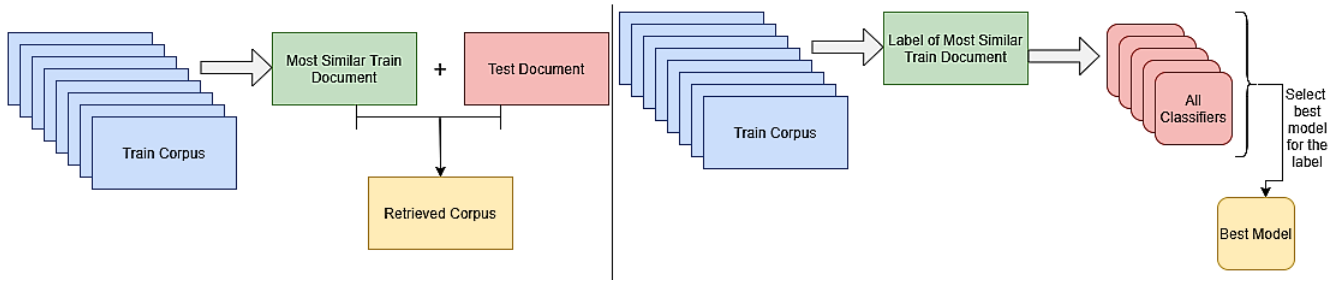 Train Corpus
Most Similar Train
Document
+
Test Document
Retrieved Corpus
Train Corpus
Label of Most Similar
Train Document
All
Classifiers
Select
best
model
for the
label
Best Model